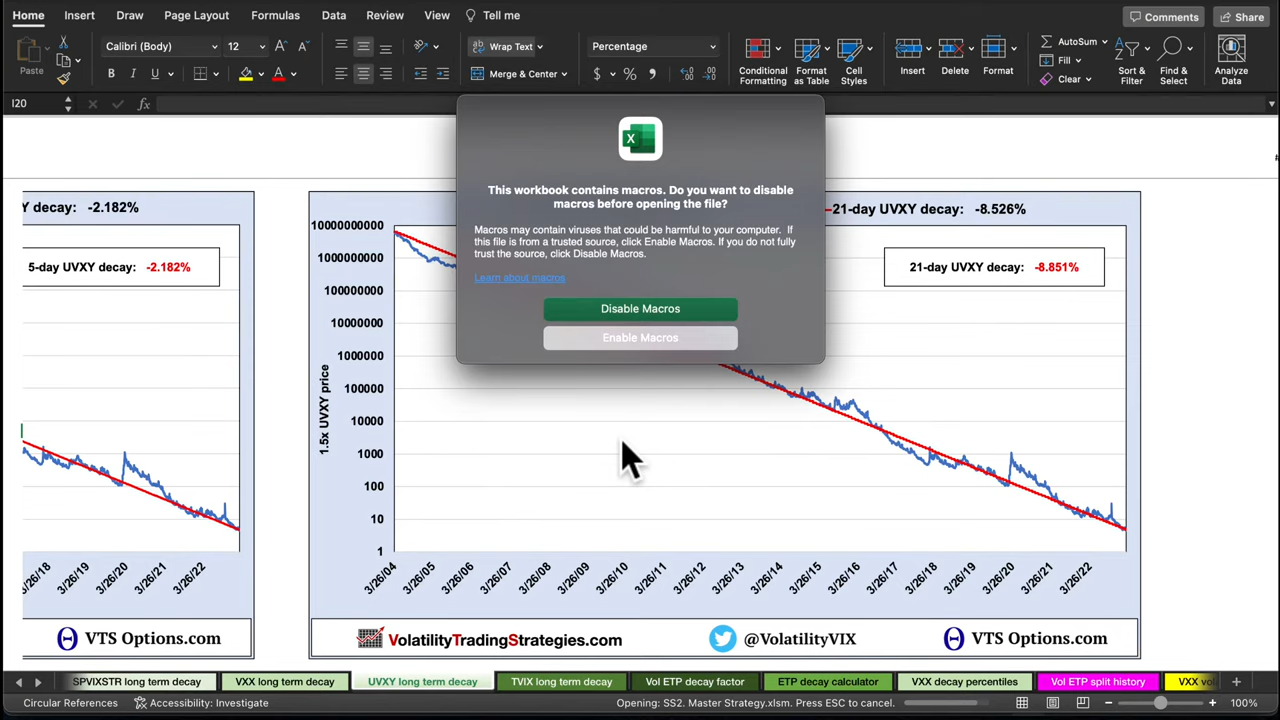 Home Insert Draw Page Layout Formulas Data Review View Tell me Comments Share
Paste Calibri (Body) 12 Wrap Text Percentage Conditional Formatting Format as Table Cell Styles Insert Delete Format AutoSum Sort & Filter Find & Select Analyze Data
B I U A Merge & Center $ % Fill
Clear
I20 fx
This workbook contains macros. Do you want to disable
macros before opening the file?
Macros may contain viruses that could be harmful to your computer. If
this file is from a trusted source, click Enable Macros. If you do not fully
trust the source, click Disable Macros.
Learn about macros
Disable Macros
Enable Macros
Y decay: -2.182%
5-day UVXY decay: -2.182%
3/26/18 3/26/19 3/26/20 3/26/21 3/26/22
VTS Options.com
21-day UVXY decay: -8.526%
21-day UVXY decay: -8.851%
1.5x UVXY price
10000000000
1000000000
100000000
10000000
1000000
100000
10000
1000
100
10
1
3/26/04 3/26/05 3/26/06 3/26/07 3/26/08 3/26/09 3/26/10 3/26/11 3/26/12 3/26/13 3/26/14 3/26/15 3/26/16 3/26/17 3/26/18 3/26/19 3/26/20 3/26/21 3/26/22
VolatilityTradingStrategies.com @VolatilityVIX VTS Options.com
SPVIXSTR long term decay VXX long term decay UVXY long term decay TVIX long term decay Vol ETP decay factor ETP decay calculator VXX decay percentiles Vol ETP split history VXX vo
Circular References Accessibility: Investigate Opening: SS2. Master Strategy.xlsm. Press ESC to cancel. 100%